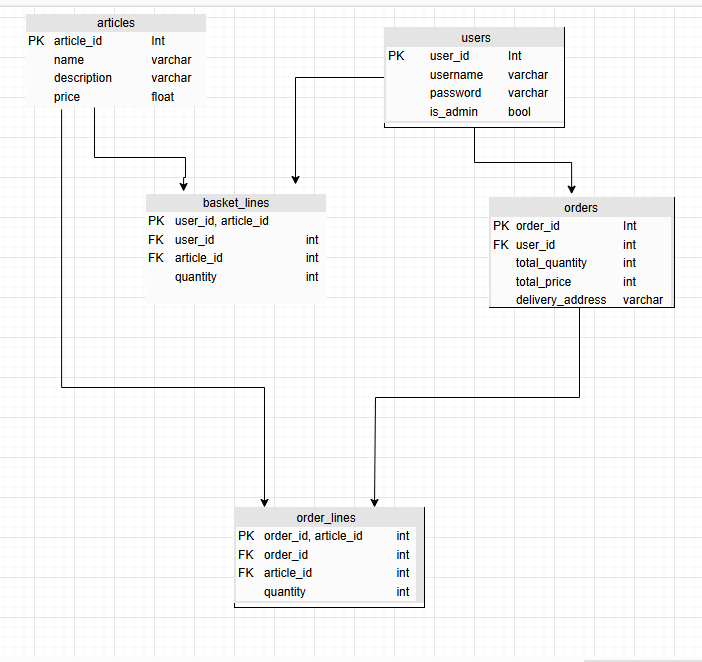 articles
PK article_id Int
name varchar
description varchar
price float
users
PK user_id Int
username varchar
password varchar
is_admin bool
basket_lines
PK user_id, article_id
FK user_id int
FK article_id int
quantity int
orders
PK order_id Int
FK user_id int
total_quantity int
total_price int
delivery_address varchar
order_lines
PK order_id, article_id int
FK order_id int
FK article_id int
quantity int